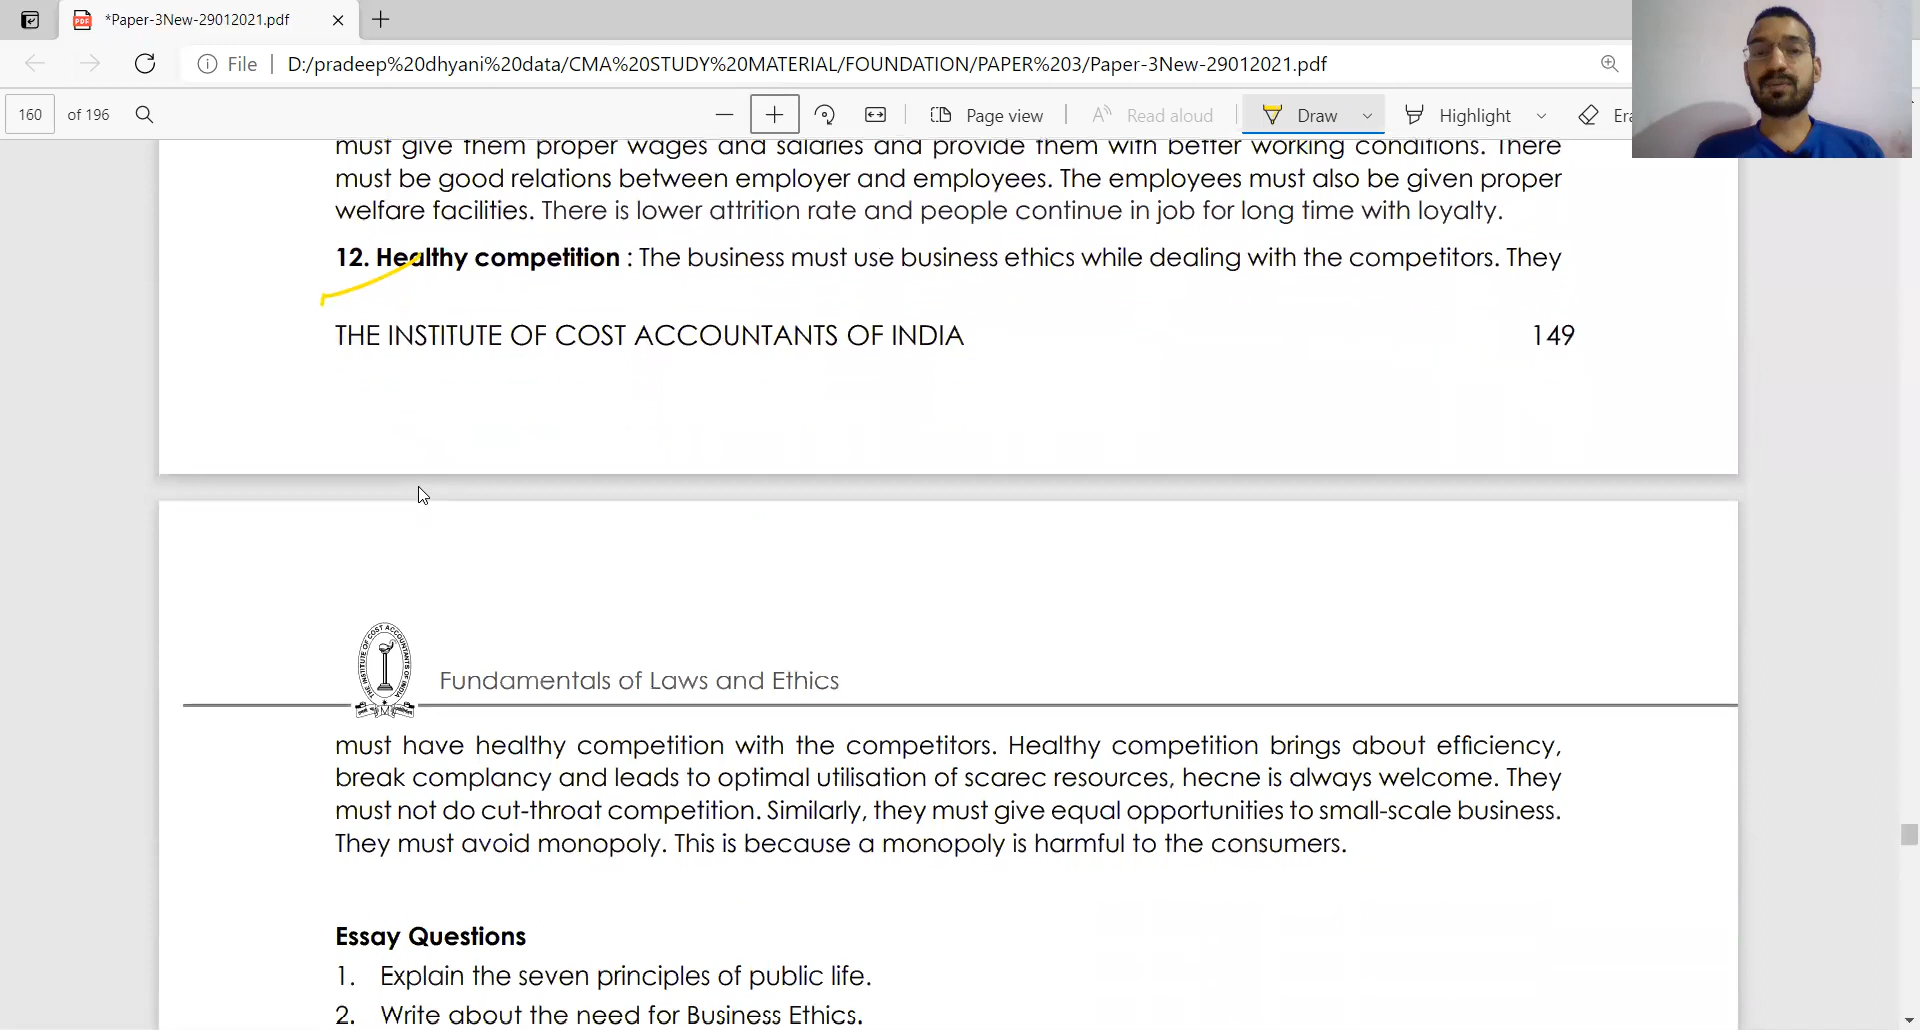 *Paper-3New-29012021.pdf
File
D:/pradeep%20dhyani%20data/CMA%20STUDY%20MATERIAL/FOUNDATION/PAPER%203/Paper-3New-29012021.pdf
160 of 196
Page view
Read aloud
Draw
Highlight
Era
must give them proper wages and salaries and provide them with better working conditions. There
must be good relations between employer and employees. The employees must also be given proper
welfare facilities. There is lower attrition rate and people continue in job for long time with loyalty.
12. Healthy competition : The business must use business ethics while dealing with the competitors. They
THE INSTITUTE OF COST ACCOUNTANTS OF INDIA 149
Fundamentals of Laws and Ethics
must have healthy competition with the competitors. Healthy competition brings about efficiency,
break complancy and leads to optimal utilisation of scarec resources, hecne is always welcome. They
must not do cut-throat competition. Similarly, they must give equal opportunities to small-scale business.
They must avoid monopoly. This is because a monopoly is harmful to the consumers.
Essay Questions
1. Explain the seven principles of public life.
2. Write about the need for Business Ethics.